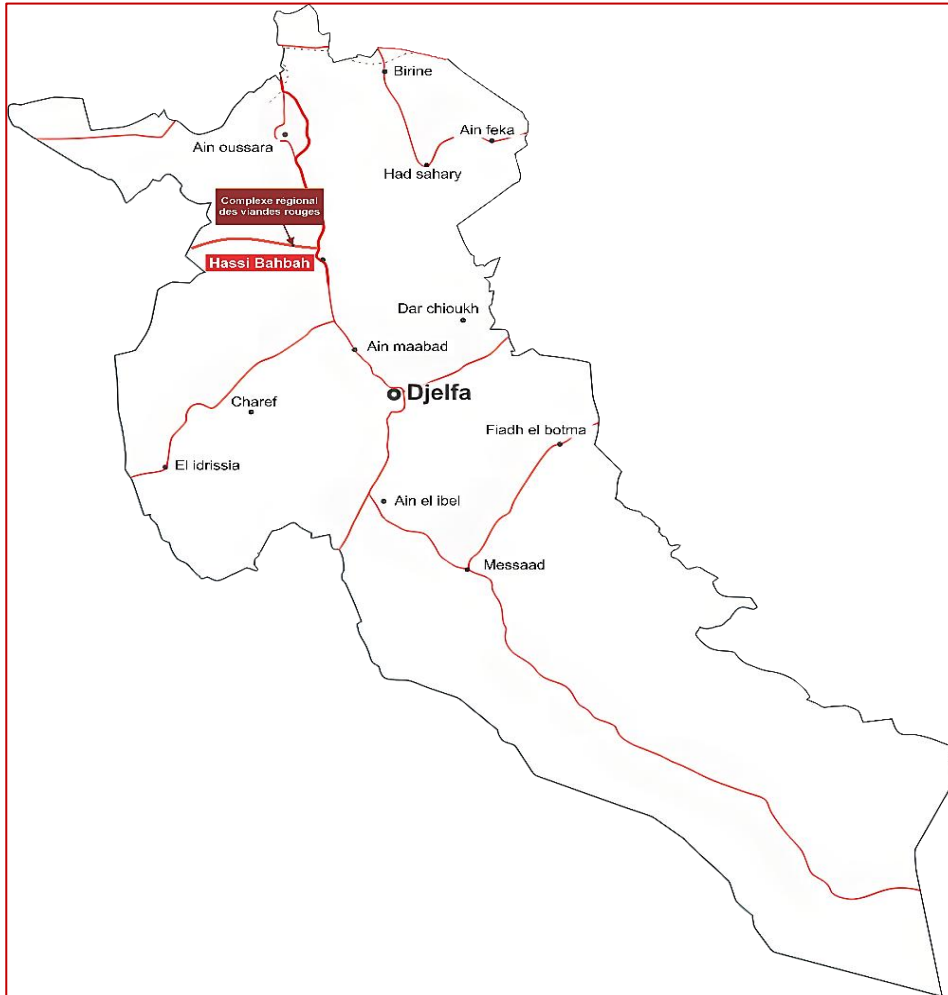 Birine
Ain feka
Ain oussara
Had sahary
Complexe régional
des viandes rouges
Hassi Bahbah
Dar chioukh
Ain maabad
Djelfa
Charef
Fiadh el botma
El idrissia
Ain el ibel
Messaad